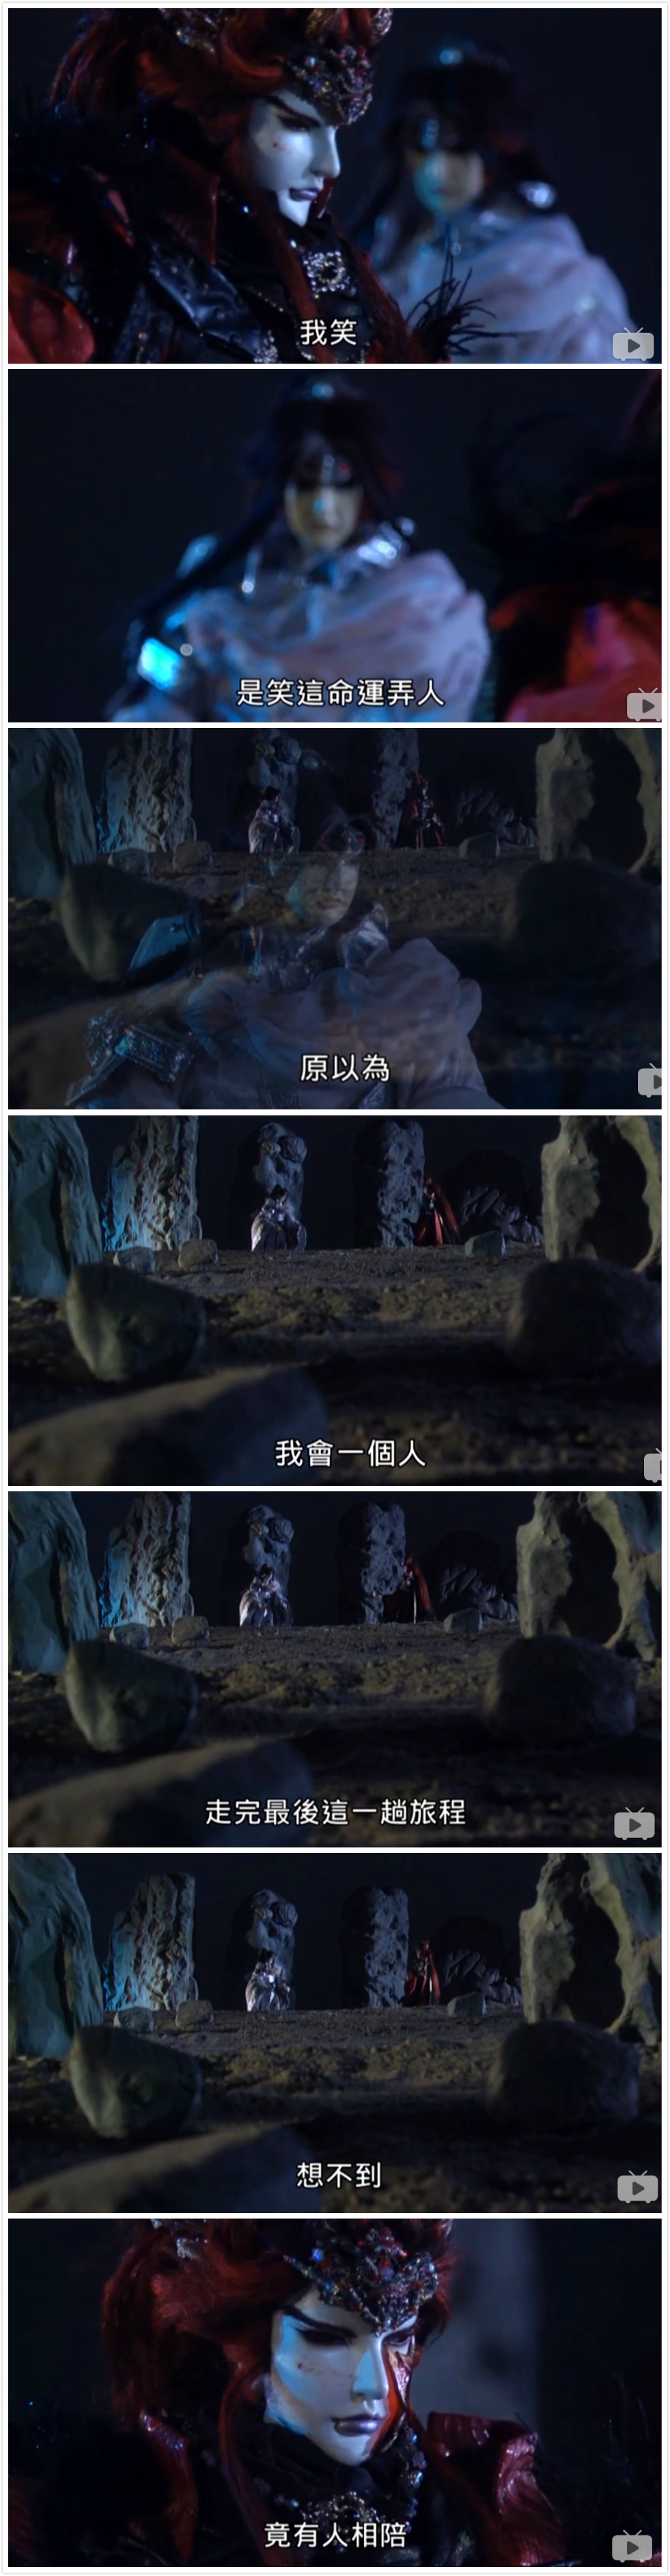 我笑
是笑這命運弄人
原以為
我會一個人
走完最後這一趟旅程
想不到
竟有人相陪